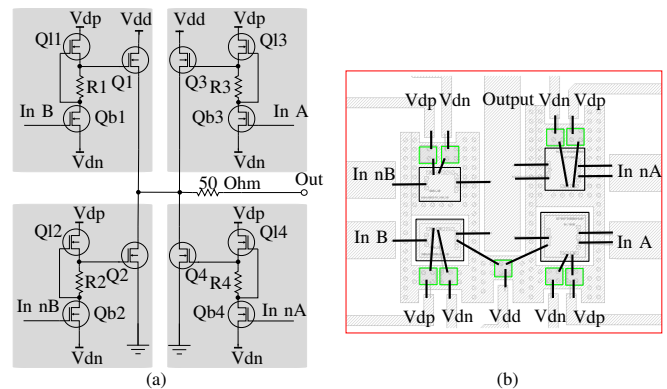 Vdp Vdd Vdd Vdp
Ql1 Ql3
Q1 Q3
R1 R3
In B Qb1 Qb3 In A
Vdn Vdn
50 Ohm Out
Vdp Vdp
Ql2 Ql4
Q2 Q4
R2 R4
In nB Qb2 Qb4 In nA
Vdn Vdn
(a)
Vdp Vdn Output Vdn Vdp
In nB In nA
In B In A
Vdp Vdn Vdd Vdn Vdp
(b)